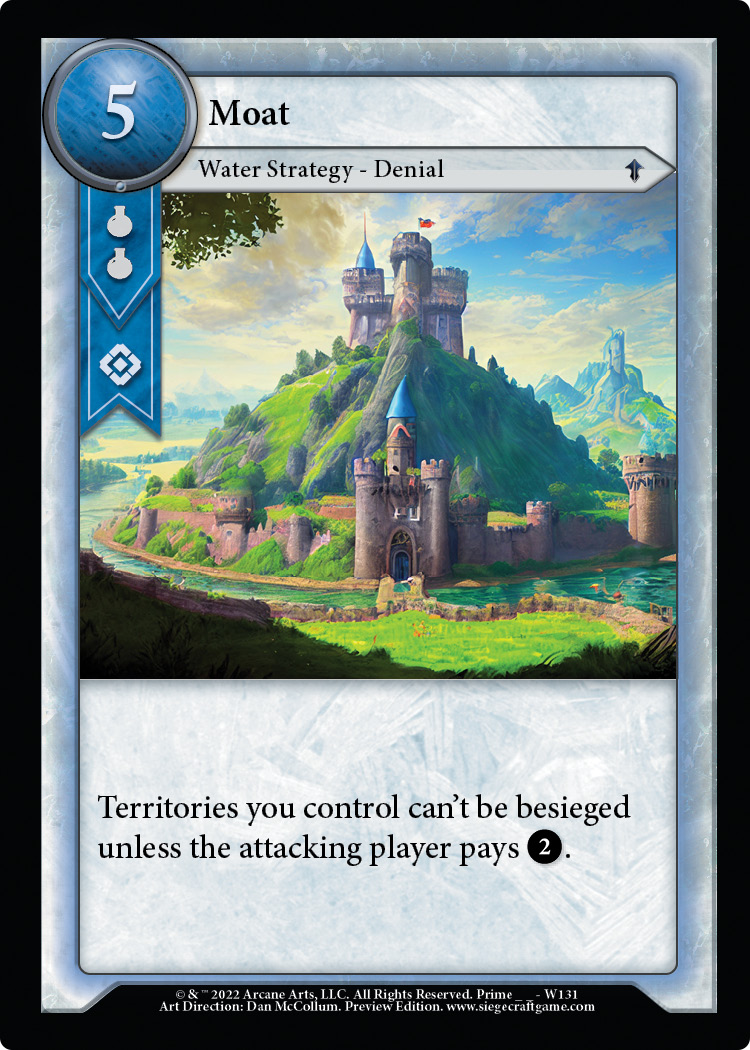 5
Moat
Water Strategy - Denial
Territories you control can't be besieged
unless the attacking player pays 2.
© & ™ 2022 Arcane Arts, LLC. All Rights Reserved. Prime _ _ - W131
Art Direction: Dan McCollum. Preview Edition. www.siegecraftgame.com